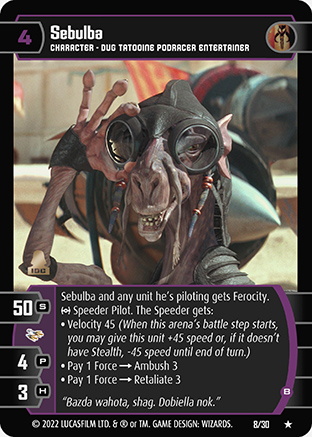 4
Sebulba
CHARACTER - DUG TATOOINE PODRACER ENTERTAINER
50 S
4 P
3 H
Sebulba and any unit he's piloting gets Ferocity.
Speeder Pilot. The Speeder gets:
• Velocity 45 (When this arena's battle step starts,
you may give this unit +45 speed or, if it doesn't
have Stealth, -45 speed until end of turn.)
• Pay 1 Force → Ambush 3
• Pay 1 Force → Retaliate 3
"Bazda wahota, shag. Dobiella nok."
B
© 2022 LUCASFILM LTD. & ® or TM. GAME DESIGN: WIZARDS.
8/30 ★